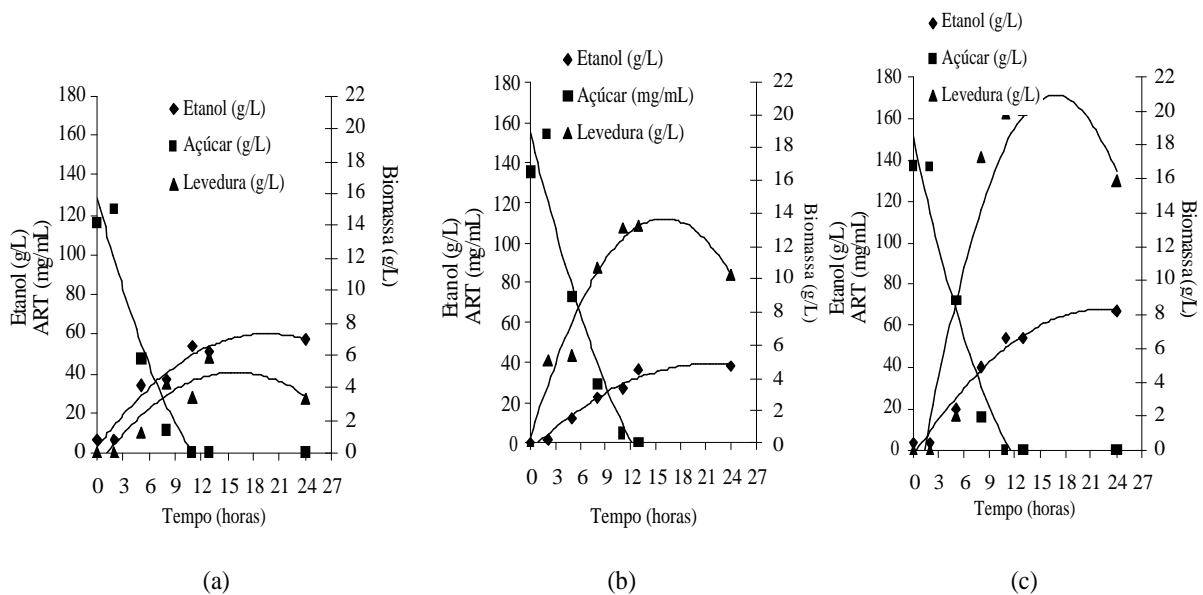 Etanol (g/L)
Açúcar (g/L)
Levedura (g/L)
180
160
140
120
100
80
60
40
20
0
22
20
18
16
14
12
10
8
6
4
2
0
Etanol (g/L)
ART (mg/mL)
Biomassa (g/L)
0 3 6 9 12 15 18 21 24 27
Tempo (horas)
(a)
Etanol (g/L)
Açúcar (mg/mL)
Levedura (g/L)
180
160
140
120
100
80
60
40
20
0
22
20
18
16
14
12
10
8
6
4
2
0
Etanol (g/L)
ART (mg/mL)
Biomassa (g/L)
0 3 6 9 12 15 18 21 24 27
Tempo (horas)
(b)
Etanol (g/L)
Açúcar (g/L)
Levedura (g/L)
180
160
140
120
100
80
60
40
20
0
22
20
18
16
14
12
10
8
6
4
2
0
Etanol (g/L)
ART (mg/mL)
Biomassa (g/L)
0 3 6 9 12 15 18 21 24 27
Tempo (horas)
(c)